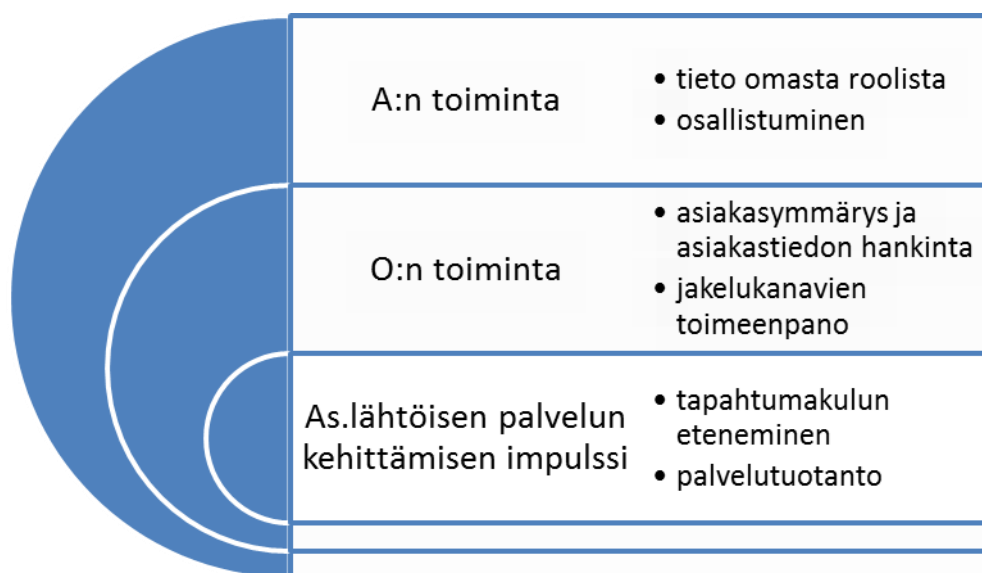 A:n toiminta
• tieto omasta roolista
• osallistuminen
O:n toiminta
• asiakasymmärys ja
asiakastiedon hankinta
• jakelukanavien
toimeenpano
As.lähtöisen palvelun
kehittämisen impulssi
• tapahtumakulun
eteneminen
• palvelutuotanto